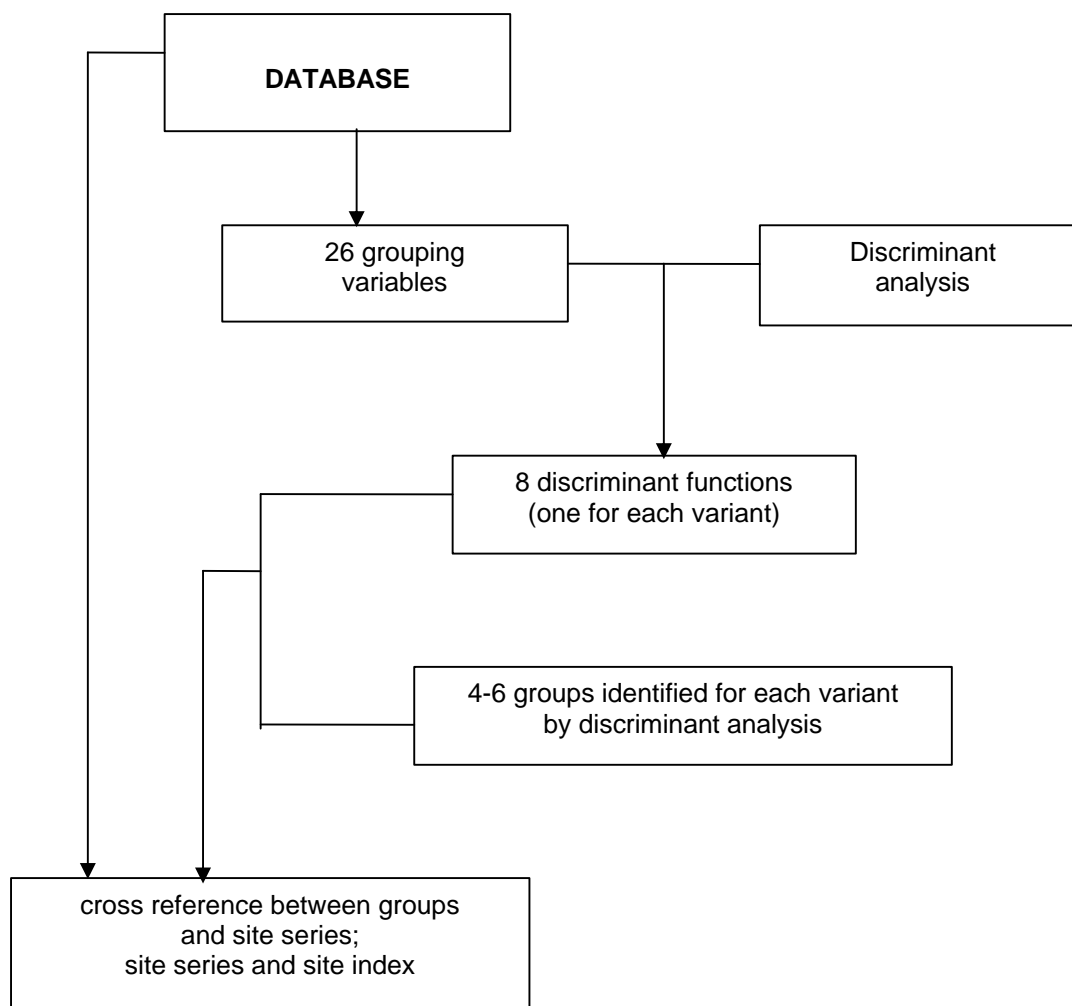 DATABASE
26 grouping
variables
Discriminant
analysis
8 discriminant functions
(one for each variant)
4-6 groups identified for each variant
by discriminant analysis
cross reference between groups
and site series;
site series and site index